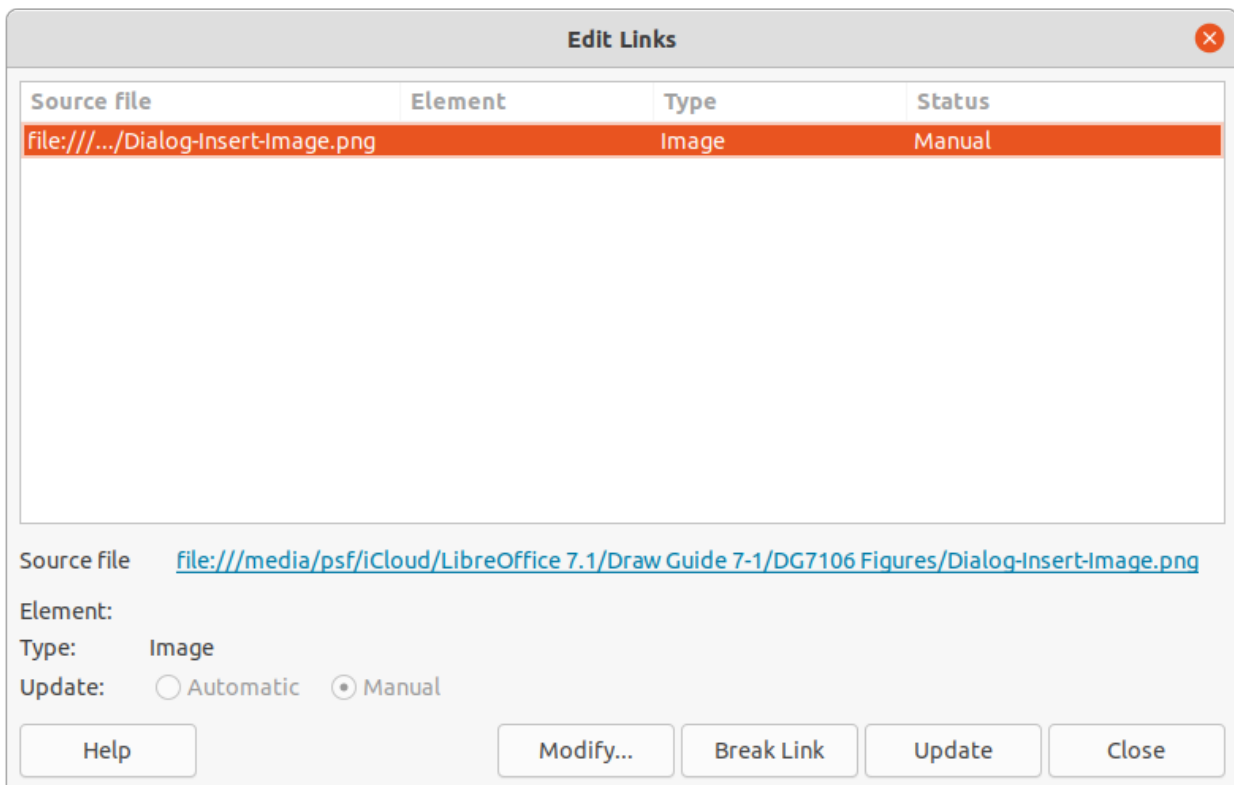 Edit Links
Source file Element Type Status
file:///.../Dialog-Insert-Image.png Image Manual
Source file file:///media/psf/iCloud/LibreOffice 7.1/Draw Guide 7-1/DG7106 Figures/Dialog-Insert-Image.png
Element:
Type: Image
Update: Automatic Manual
Help Modify... Break Link Update Close